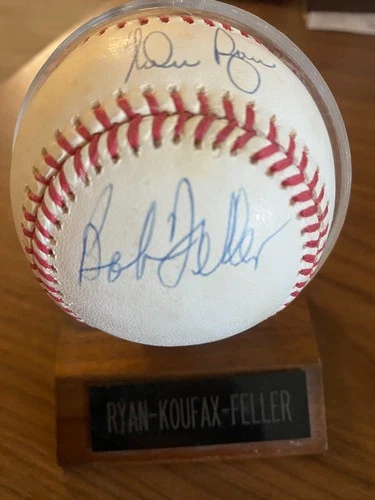 Nolan Ryan
Bob Feller
RYAN-KOUFAX-FELLER